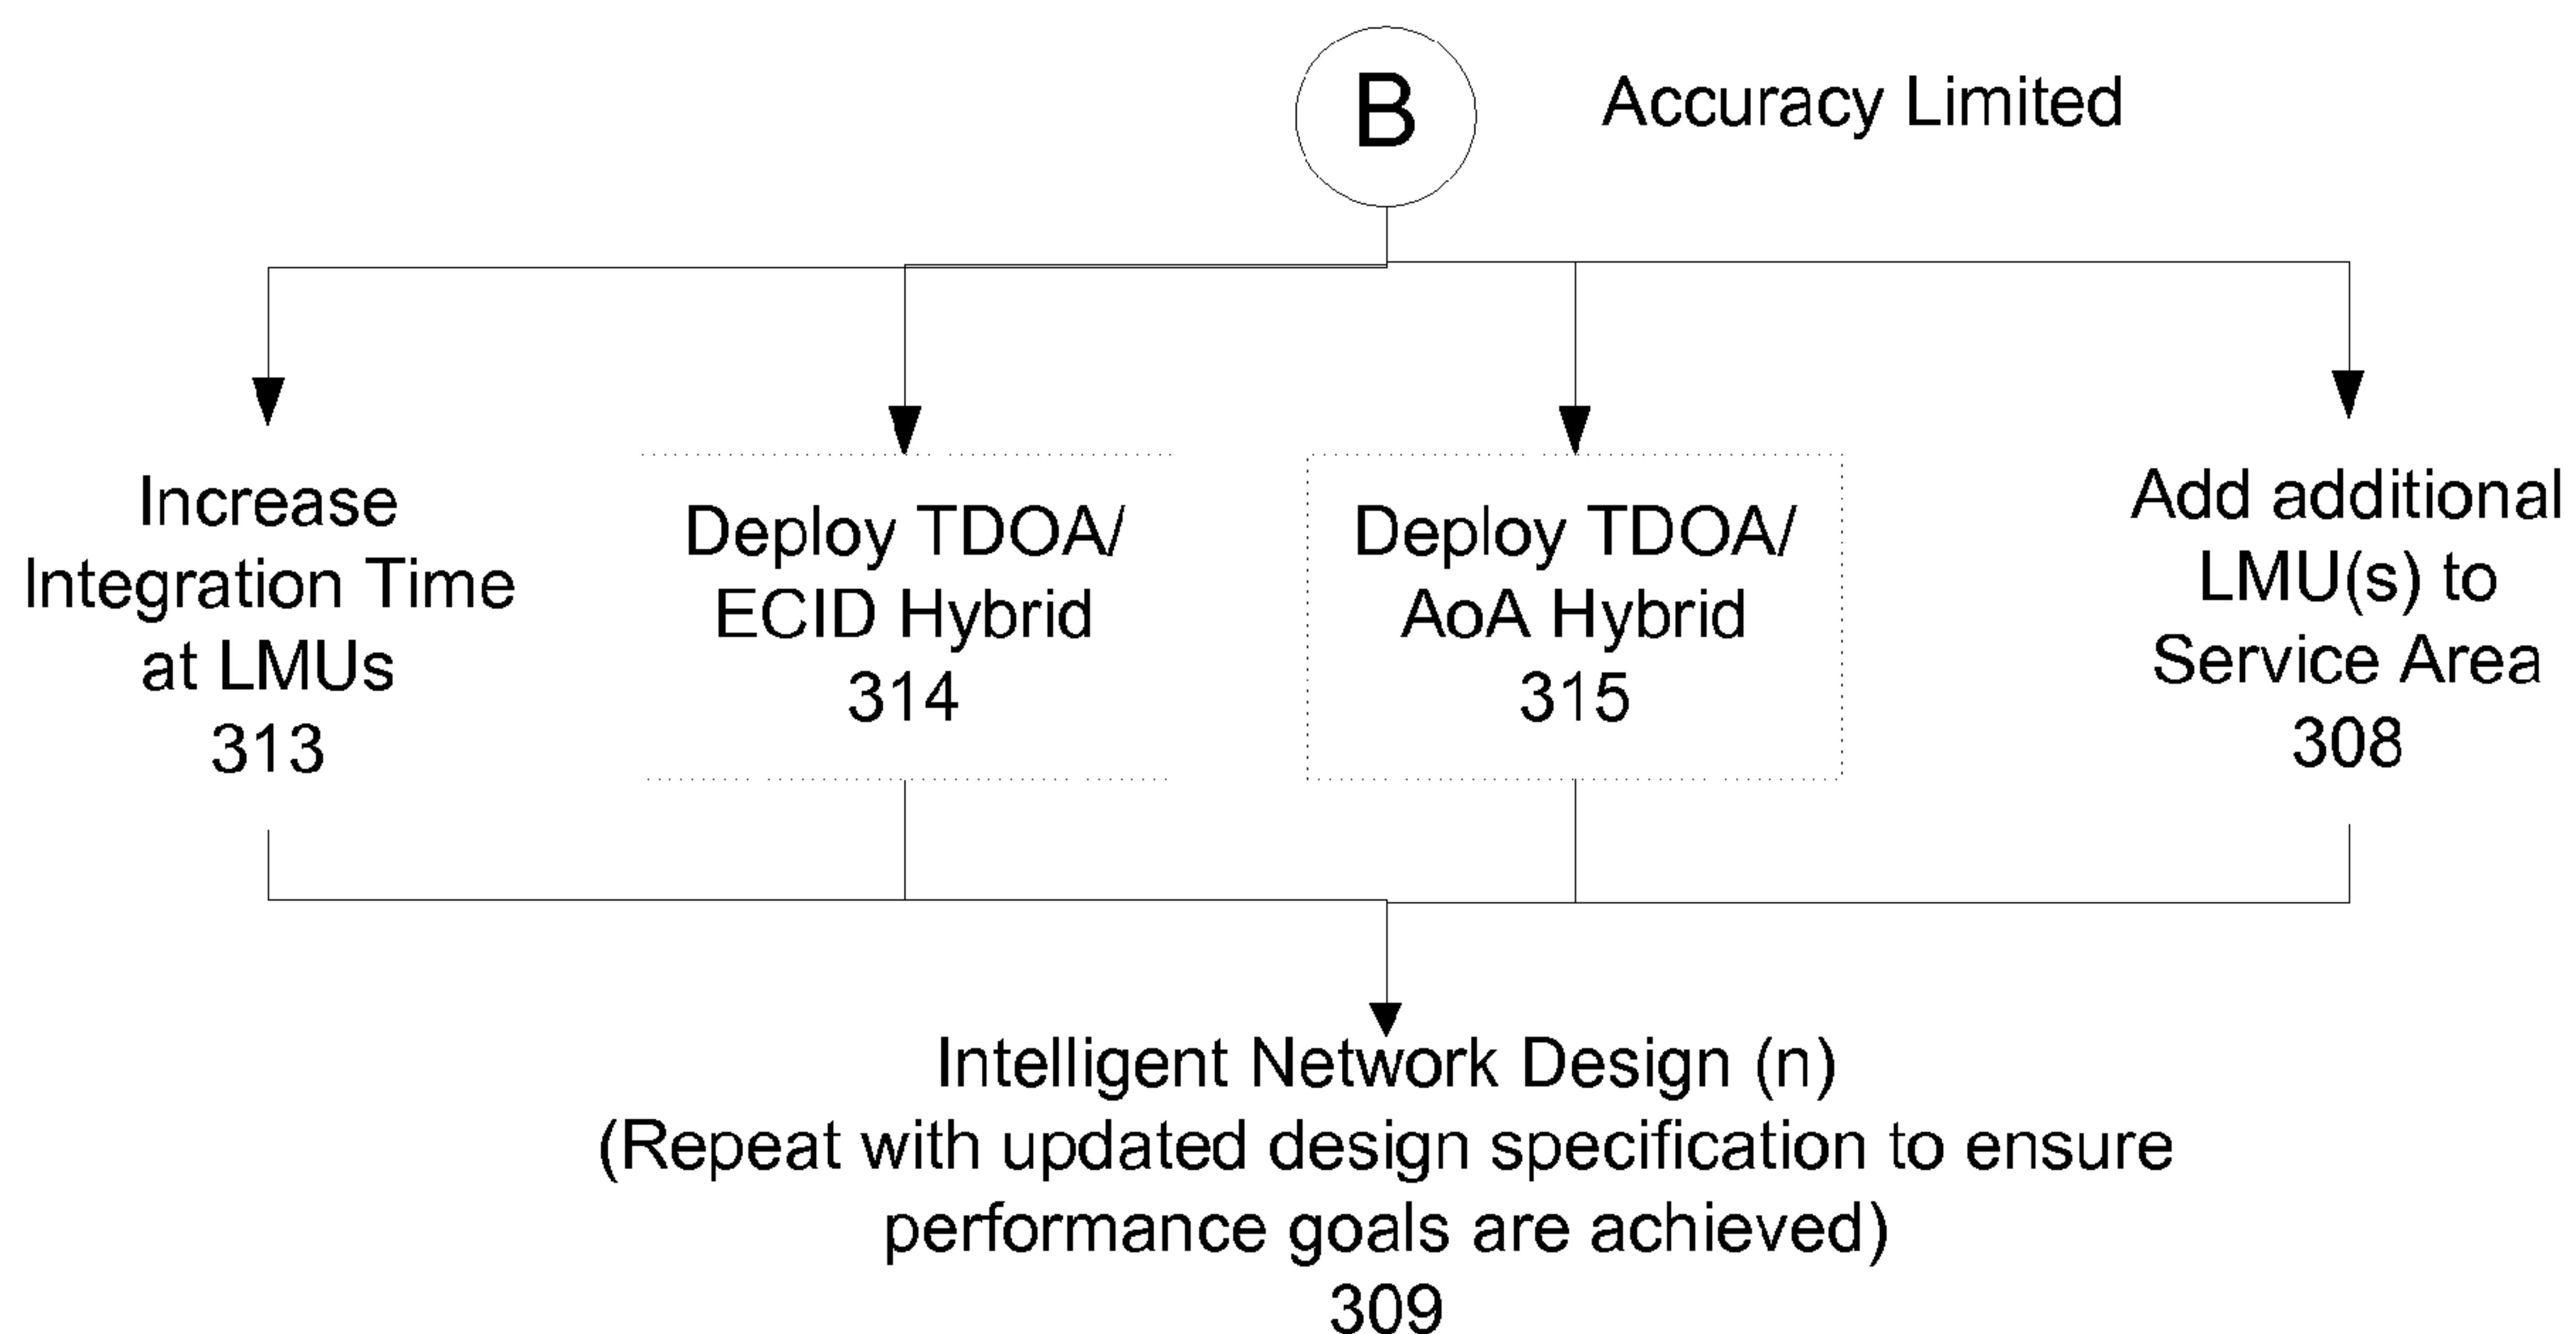 B
Accuracy Limited
Increase
Integration Time
at LMUs
313
Deploy TDOA/
ECID Hybrid
314
Deploy TDOA/
AoA Hybrid
315
Add additional
LMU(s) to
Service Area
308
Intelligent Network Design (n)
(Repeat with updated design specification to ensure
performance goals are achieved)
309